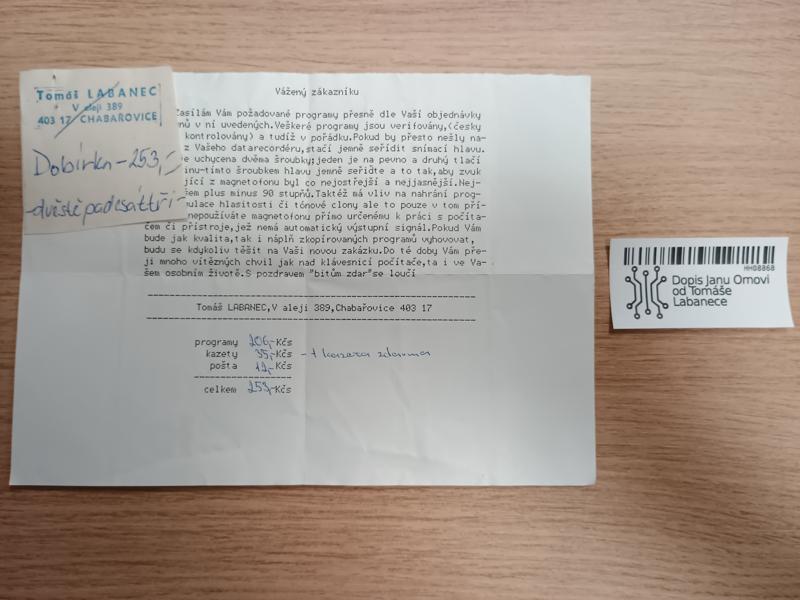 Tomáš LABANEC
V aleji 389
403 17 CHABAŘOVICE
Dobírka - 253,-
- dvěstěpadesáttři -
Vážený zákazníku
Zasílám Vám požadované programy přesně dle Vaší objednávky
v ní uvedených.Veškeré programy jsou verifovány,(česky
kontrolovány) a tudíž v pořádku.Pokud by přesto nešly na-
z Vašeho datarecordéru,stačí jemně seřídit snímací hlavu.
uchycena dvěma šroubky:jeden je na pevno a druhý tlačí
tímto šroubkem hlavu jemně seřiďte a to tak,aby zvuk
z magnetofonu byl co nejostřejší a nejjasnější.Nej-
plus minus 90 stupňů.Taktéž má vliv na nahrání prog-
hlasitosti či tónové clony ale to pouze v tom pří-
nepoužíváte magnetofonu přímo určenému k práci s počíta-
čem či přístroje,jež nemá automatický výstupní signál.Pokud Vám
bude jak kvalita,tak i náplň zkopírovaných programů vyhovovat,
budu se kdykoliv těšit na Vaši novou zakázku.Do té doby Vám pře-
ji mnoho vítězných chvil jak nad klávesnicí počítače,ta i ve Va-
šem osobním životě.S pozdravem "bitům zdar"se loučí
Tomáš LABANEC,V aleji 389,Chabařovice 403 17
programy 206,-Kčs
kazety 35,-Kčs - 1 kazeta zdarma
pošta 12,-Kčs
celkem 253,-Kčs
HH08868
Dopis Janu Omovi
od Tomáše
Labanece